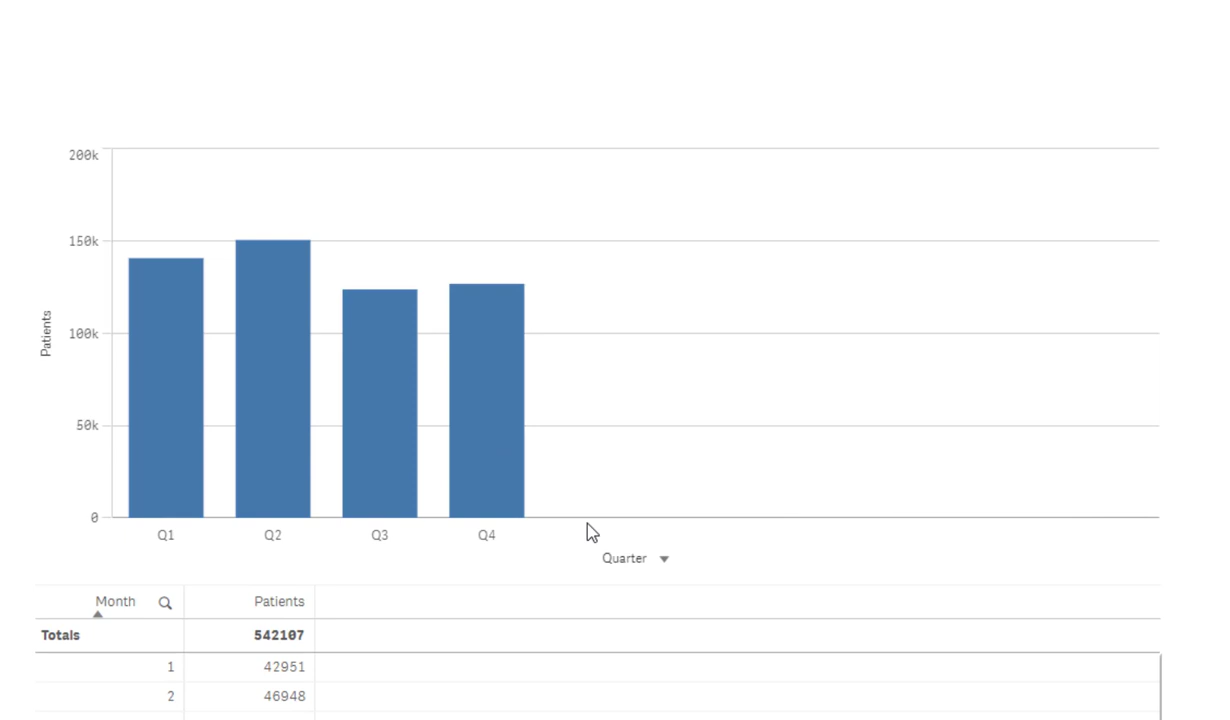 200k
150k
Patients
100k
50k
0
Q1 Q2 Q3 Q4
Quarter
Month Patients
Totals 542107
1 42951
2 46948